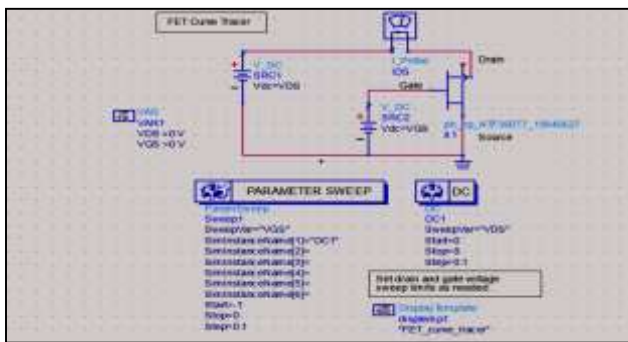 FET Curve Tracer
I_Probe
IDS
Drain
V_DC
SRC1
Vdc=VDS
Gate
V_DC
SRC2
Vdc=VGS
Source
VAR
VAR1
VDS =0 V
VGS =0 V
PARAMETER SWEEP
ParamSweep
Sweep1
SweepVar="VGS"
SimInstanceName[1]="DC1"
SimInstanceName[2]=
SimInstanceName[3]=
SimInstanceName[4]=
SimInstanceName[5]=
SimInstanceName[6]=
Start=-1
Stop=0
Step=0.1
DC
DC
DC1
SweepVar="VDS"
Start=0
Stop=5
Step=0.1
Set drain and gate voltage
sweep limits as needed
Display Template
disptemp1
"FET_curve_tracer"